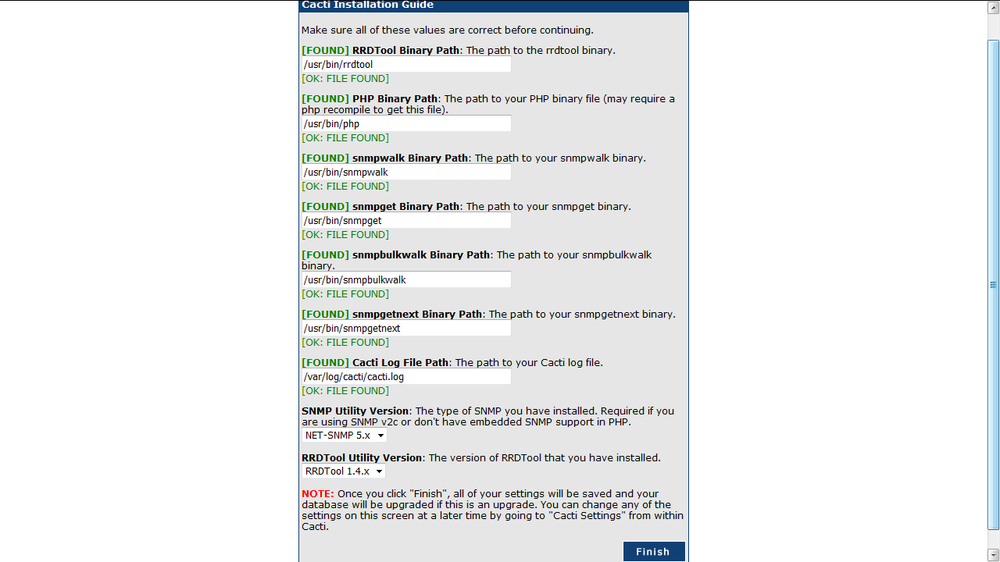 Cacti Installation Guide
Make sure all of these values are correct before continuing.
[FOUND] RRDTool Binary Path: The path to the rrdtool binary.
/usr/bin/rrdtool
[OK: FILE FOUND]
[FOUND] PHP Binary Path: The path to your PHP binary file (may require a
php recompile to get this file).
/usr/bin/php
[OK: FILE FOUND]
[FOUND] snmpwalk Binary Path: The path to your snmpwalk binary.
/usr/bin/snmpwalk
[OK: FILE FOUND]
[FOUND] snmpget Binary Path: The path to your snmpget binary.
/usr/bin/snmpget
[OK: FILE FOUND]
[FOUND] snmpbulkwalk Binary Path: The path to your snmpbulkwalk
binary.
/usr/bin/snmpbulkwalk
[OK: FILE FOUND]
[FOUND] snmpgetnext Binary Path: The path to your snmpgetnext binary.
/usr/bin/snmpgetnext
[OK: FILE FOUND]
[FOUND] Cacti Log File Path: The path to your Cacti log file.
/var/log/cacti/cacti.log
[OK: FILE FOUND]
SNMP Utility Version: The type of SNMP you have installed. Required if you
are using SNMP v2c or don't have embedded SNMP support in PHP.
NET-SNMP 5.x
RRDTool Utility Version: The version of RRDTool that you have installed.
RRDTool 1.4.x
NOTE: Once you click "Finish", all of your settings will be saved and your
database will be upgraded if this is an upgrade. You can change any of the
settings on this screen at a later time by going to "Cacti Settings" from within
Cacti.
Finish